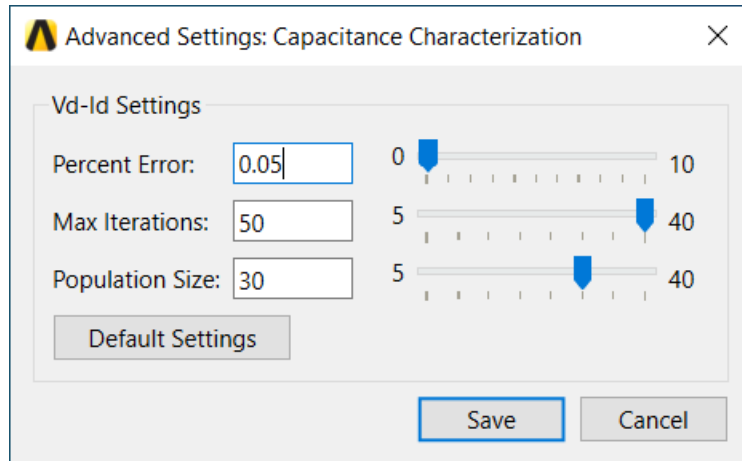 Advanced Settings: Capacitance Characterization
Vd-Id Settings
Percent Error: 0.05 0 10
Max Iterations: 50 5 40
Population Size: 30 5 40
Default Settings
Save Cancel